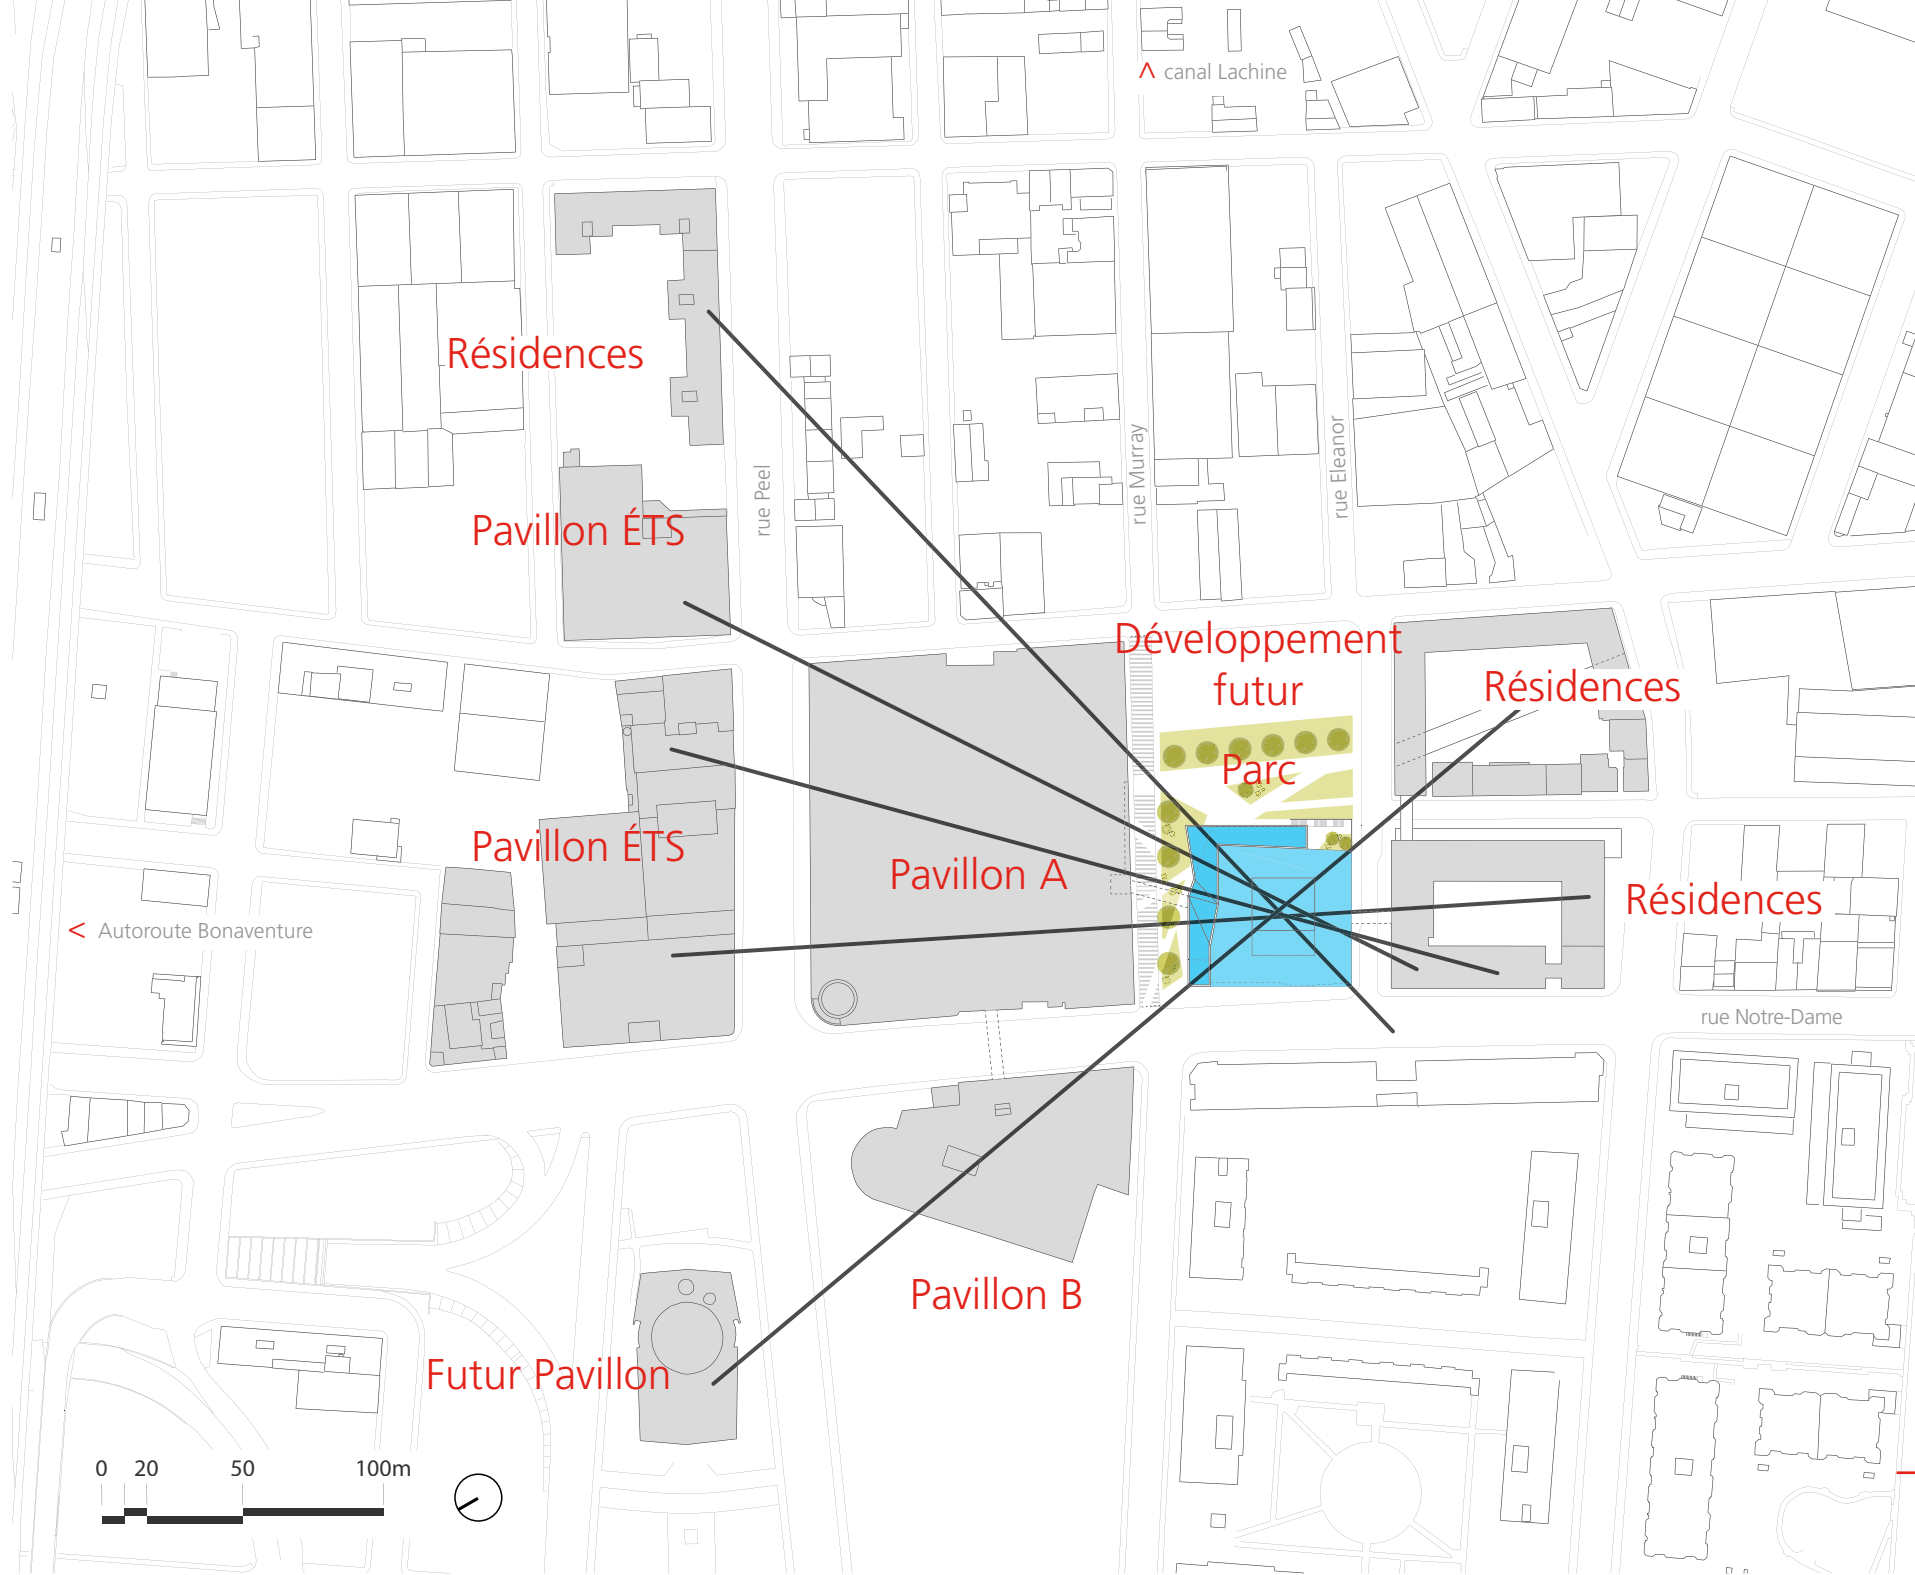 ^ canal Lachine
Résidences
rue Peel
rue Murray
rue Eleanor
Pavillon ÉTS
Développement
futur
Résidences
Parc
Pavillon ÉTS
Pavillon A
Résidences
< Autoroute Bonaventure
rue Notre-Dame
Pavillon B
Futur Pavillon
0 20 50 100m